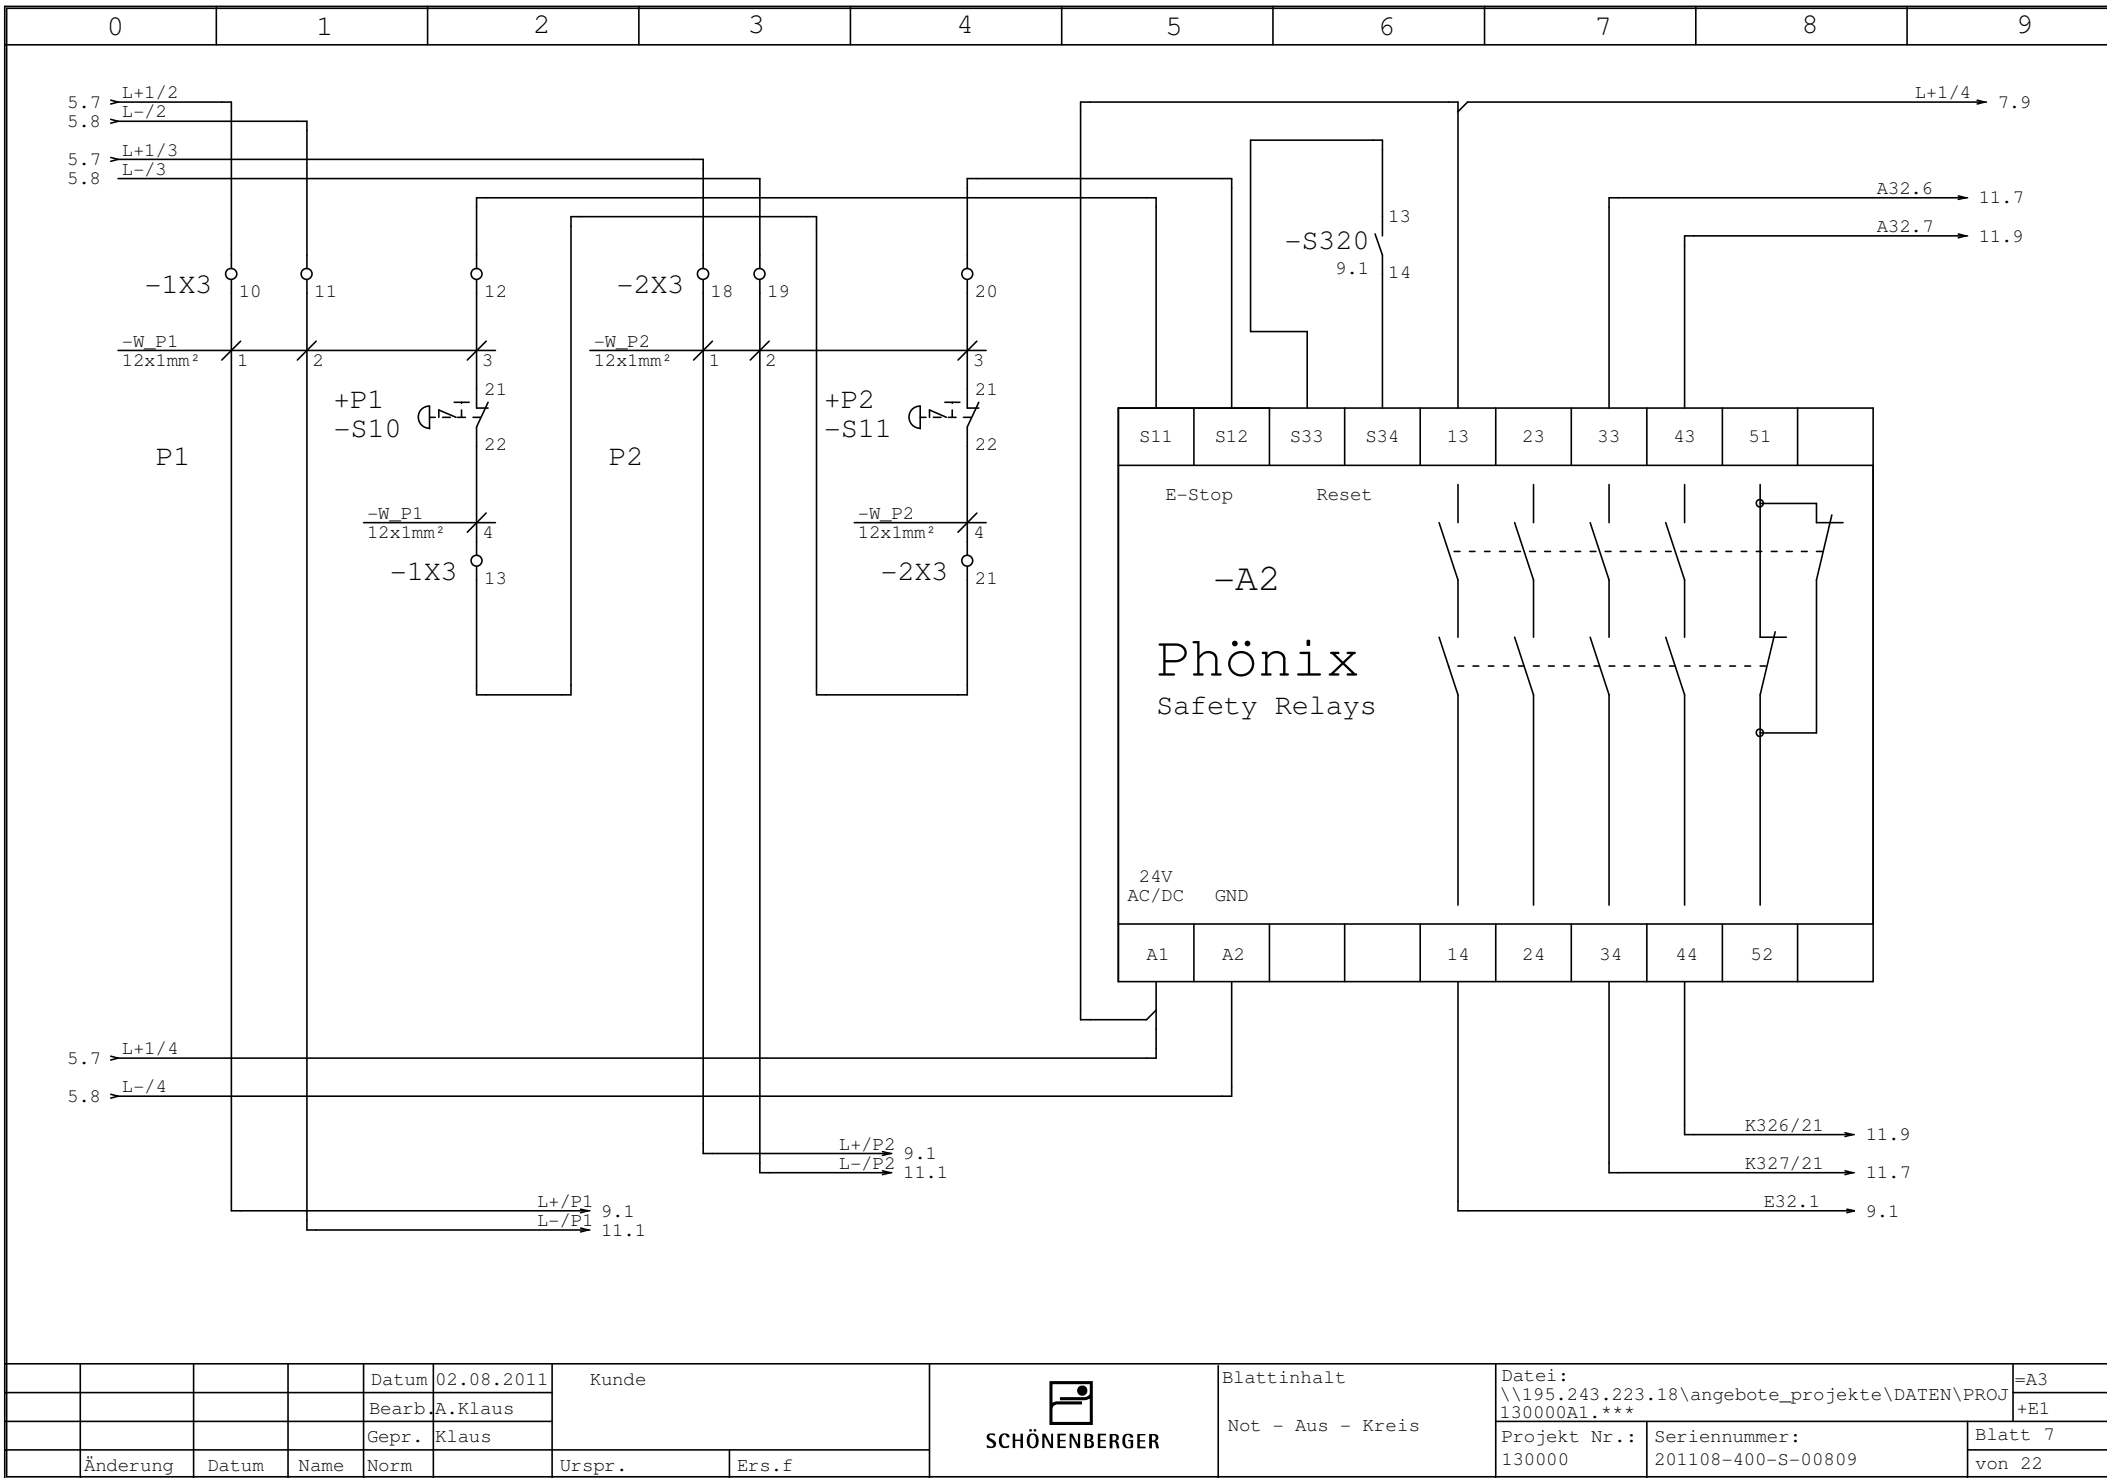 0 1 2 3 4 5 6 7 8 9
5.7 L+1/2
5.8 L-/2
5.7 L+1/3
5.8 L-/3
L+1/4 7.9
A32.6 11.7
A32.7 11.9
13
-S320
9.1 14
-1X3 10 11 12
-2X3 18 19 20
-W_P1
12x1mm² 1 2 3
-W_P2
12x1mm² 1 2 3
+P1 21
-S10
22
P1
+P2 21
-S11
22
P2
-W_P1
12x1mm² 4
-1X3 13
-W_P2
12x1mm² 4
-2X3 21
S11 S12 S33 S34 13 23 33 43 51
E-Stop Reset
-A2
Phönix
Safety Relays
24V
AC/DC GND
A1 A2 14 24 34 44 52
5.7 L+1/4
5.8 L-/4
K326/21 11.9
K327/21 11.7
E32.1 9.1
L+/P2 9.1
L-/P2 11.1
L+/P1 9.1
L-/P1 11.1
Datum 02.08.2011
Bearb. A.Klaus
Gepr. Klaus
Änderung Datum Name Norm
Kunde
Urspr. Ers.f
SCHÖNENBERGER
Blattinhalt
Not - Aus - Kreis
Datei:
\\195.243.223.18\angebote_projekte\DATEN\PROJ
130000A1.***
Projekt Nr.:
130000
Seriennummer:
201108-400-S-00809
=A3
+E1
Blatt 7
von 22